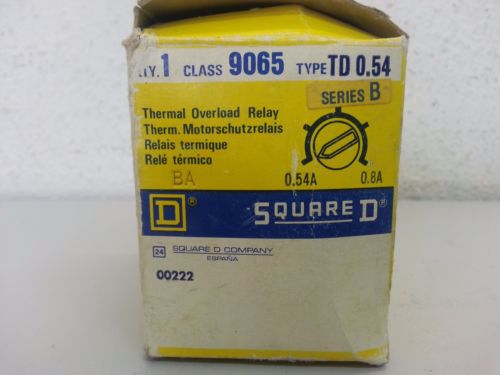 TY. 1 CLASS 9065 TYPE TD 0.54
SERIES B
Thermal Overload Relay
Therm. Motorschutzrelais
Relais termique
Relé térmico
BA
0.54A 0.8A
D ® SQUARE D ®
24 SQUARE D COMPANY
ESPAÑA
00222